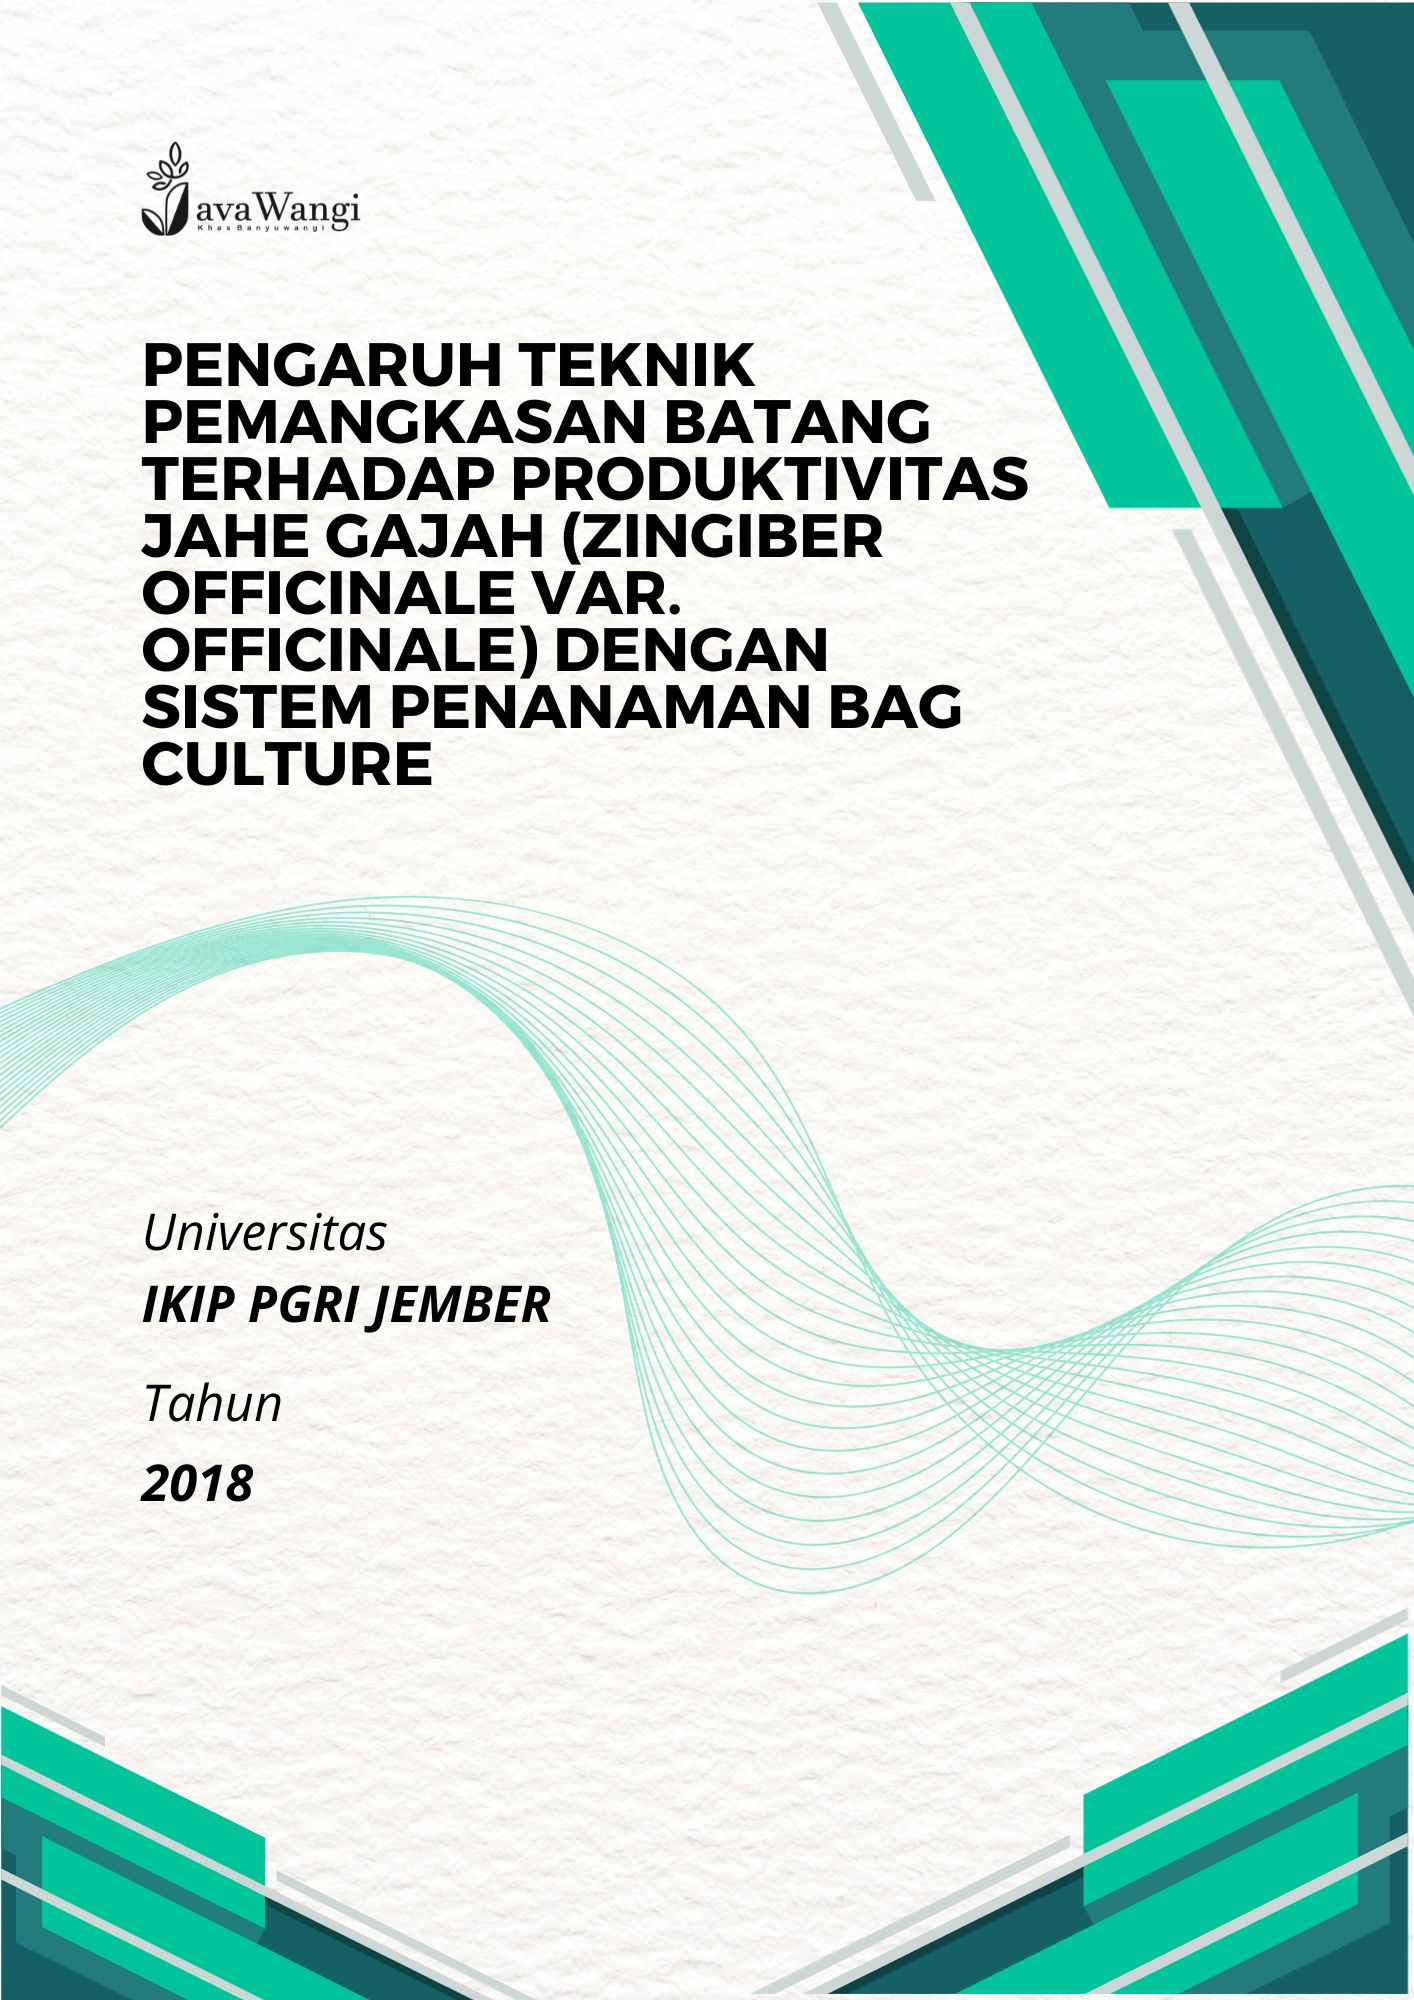 JavaWangi
Khas Banyuwangi
PENGARUH TEKNIK
PEMANGKASAN BATANG
TERHADAP PRODUKTIVITAS
JAHE GAJAH (ZINGIBER
OFFICINALE VAR.
OFFICINALE) DENGAN
SISTEM PENANAMAN BAG
CULTURE
Universitas
IKIP PGRI JEMBER
Tahun
2018